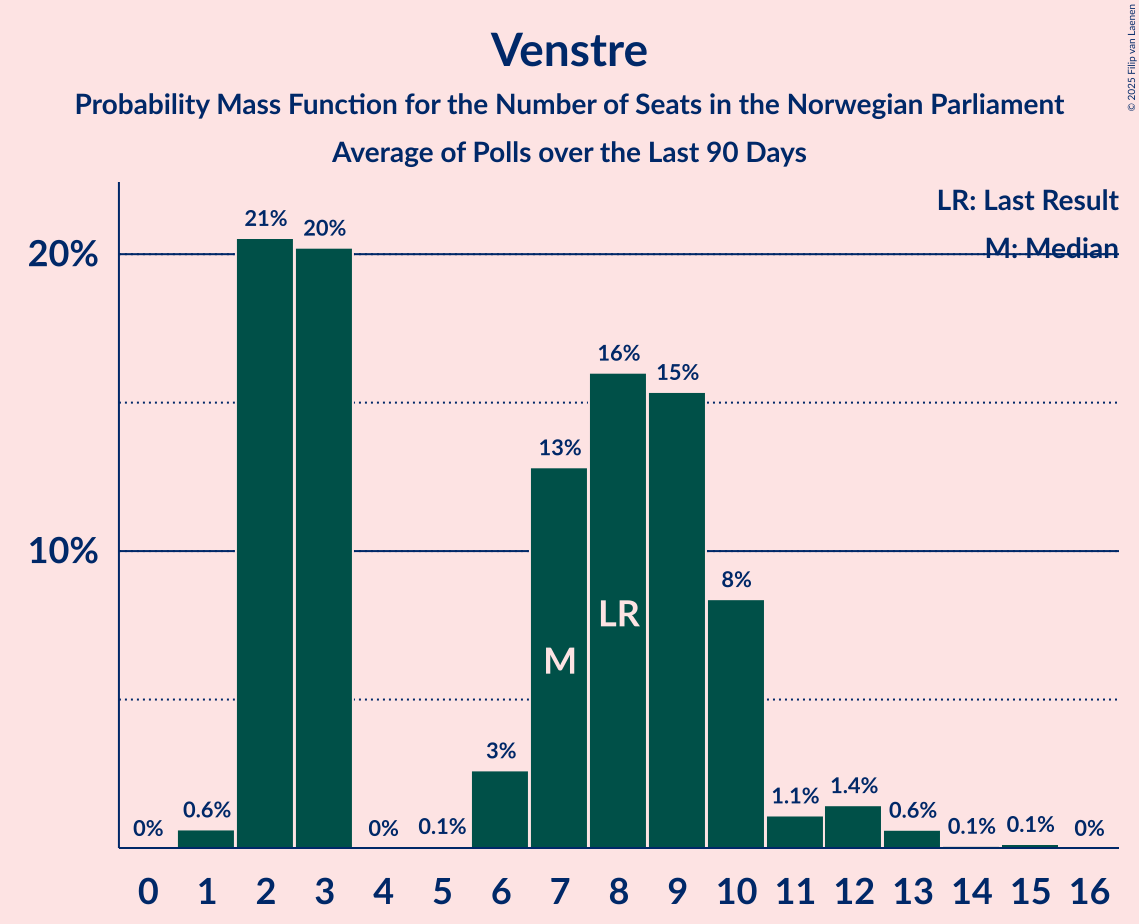 Venstre
Probability Mass Function for the Number of Seats in the Norwegian Parliament
Average of Polls over the Last 90 Days
© 2025 Filip van Laenen
LR: Last Result
M: Median
20%
10%
0%
0.6%
21%
20%
0%
0.1%
3%
13%
16%
15%
8%
1.1%
1.4%
0.6%
0.1%
0.1%
0%
LR
M
0 1 2 3 4 5 6 7 8 9 10 11 12 13 14 15 16